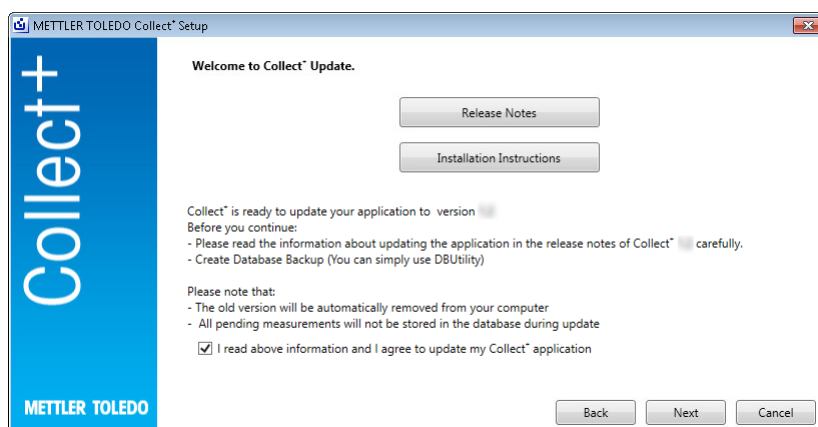 METTLER TOLEDO Collect⁺ Setup
Collect+
Welcome to Collect⁺ Update.
Release Notes
Installation Instructions
Collect⁺ is ready to update your application to version
Before you continue:
- Please read the information about updating the application in the release notes of Collect⁺ carefully.
- Create Database Backup (You can simply use DBUtility)
Please note that:
- The old version will be automatically removed from your computer
- All pending measurements will not be stored in the database during update
I read above information and I agree to update my Collect⁺ application
METTLER TOLEDO
Back Next Cancel